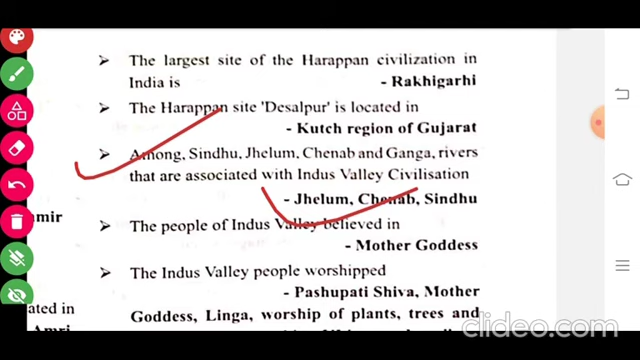 ➤ The largest site of the Harappan civilization in
India is - Rakhigarhi
➤ The Harappan site 'Desalpur' is located in
- Kutch region of Gujarat
➤ Among, Sindhu, Jhelum, Chenab and Ganga, rivers
that are associated with Indus Valley Civilisation
- Jhelum, Chenab, Sindhu
mir
➤ The people of Indus Valley believed in
- Mother Goddess
➤ The Indus Valley people worshipped
- Pashupati Shiva, Mother
ated in
Goddess, Linga, worship of plants, trees and
Amri
clideo.com